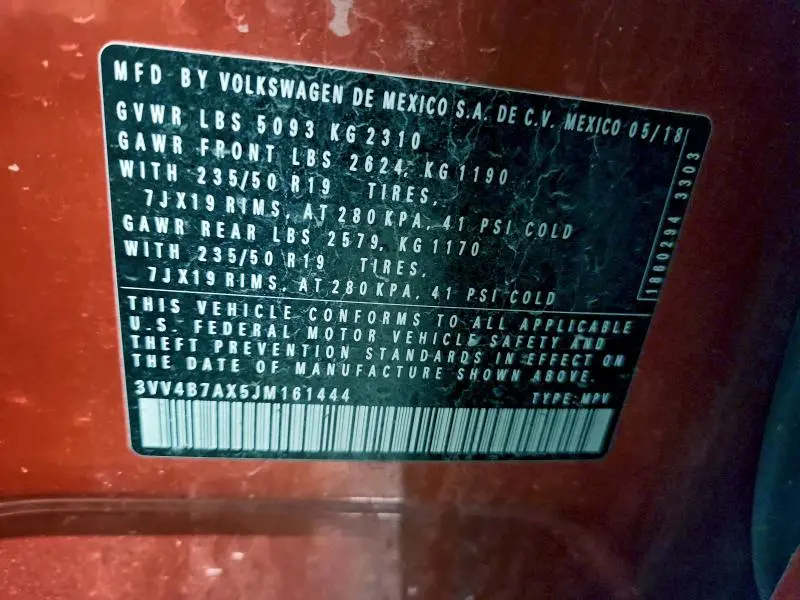 MFD BY VOLKSWAGEN DE MEXICO S.A. DE C.V. MEXICO 05/18
GVWR LBS 5093 KG 2310
GAWR FRONT LBS 2624, KG 1190
WITH 235/50 R19 TIRES,
7JX19 RIMS, AT 280 KPA, 41 PSI COLD
GAWR REAR LBS 2579, KG 1170
WITH 235/50 R19 TIRES,
7JX19 RIMS, AT 280 KPA, 41 PSI COLD
1860294 3303
THIS VEHICLE CONFORMS TO ALL APPLICABLE
U.S. FEDERAL MOTOR VEHICLE SAFETY AND
THEFT PREVENTION STANDARDS IN EFFECT ON
THE DATE OF MANUFACTURE SHOWN ABOVE.
3VV4B7AX5JM161444 TYPE: MPV